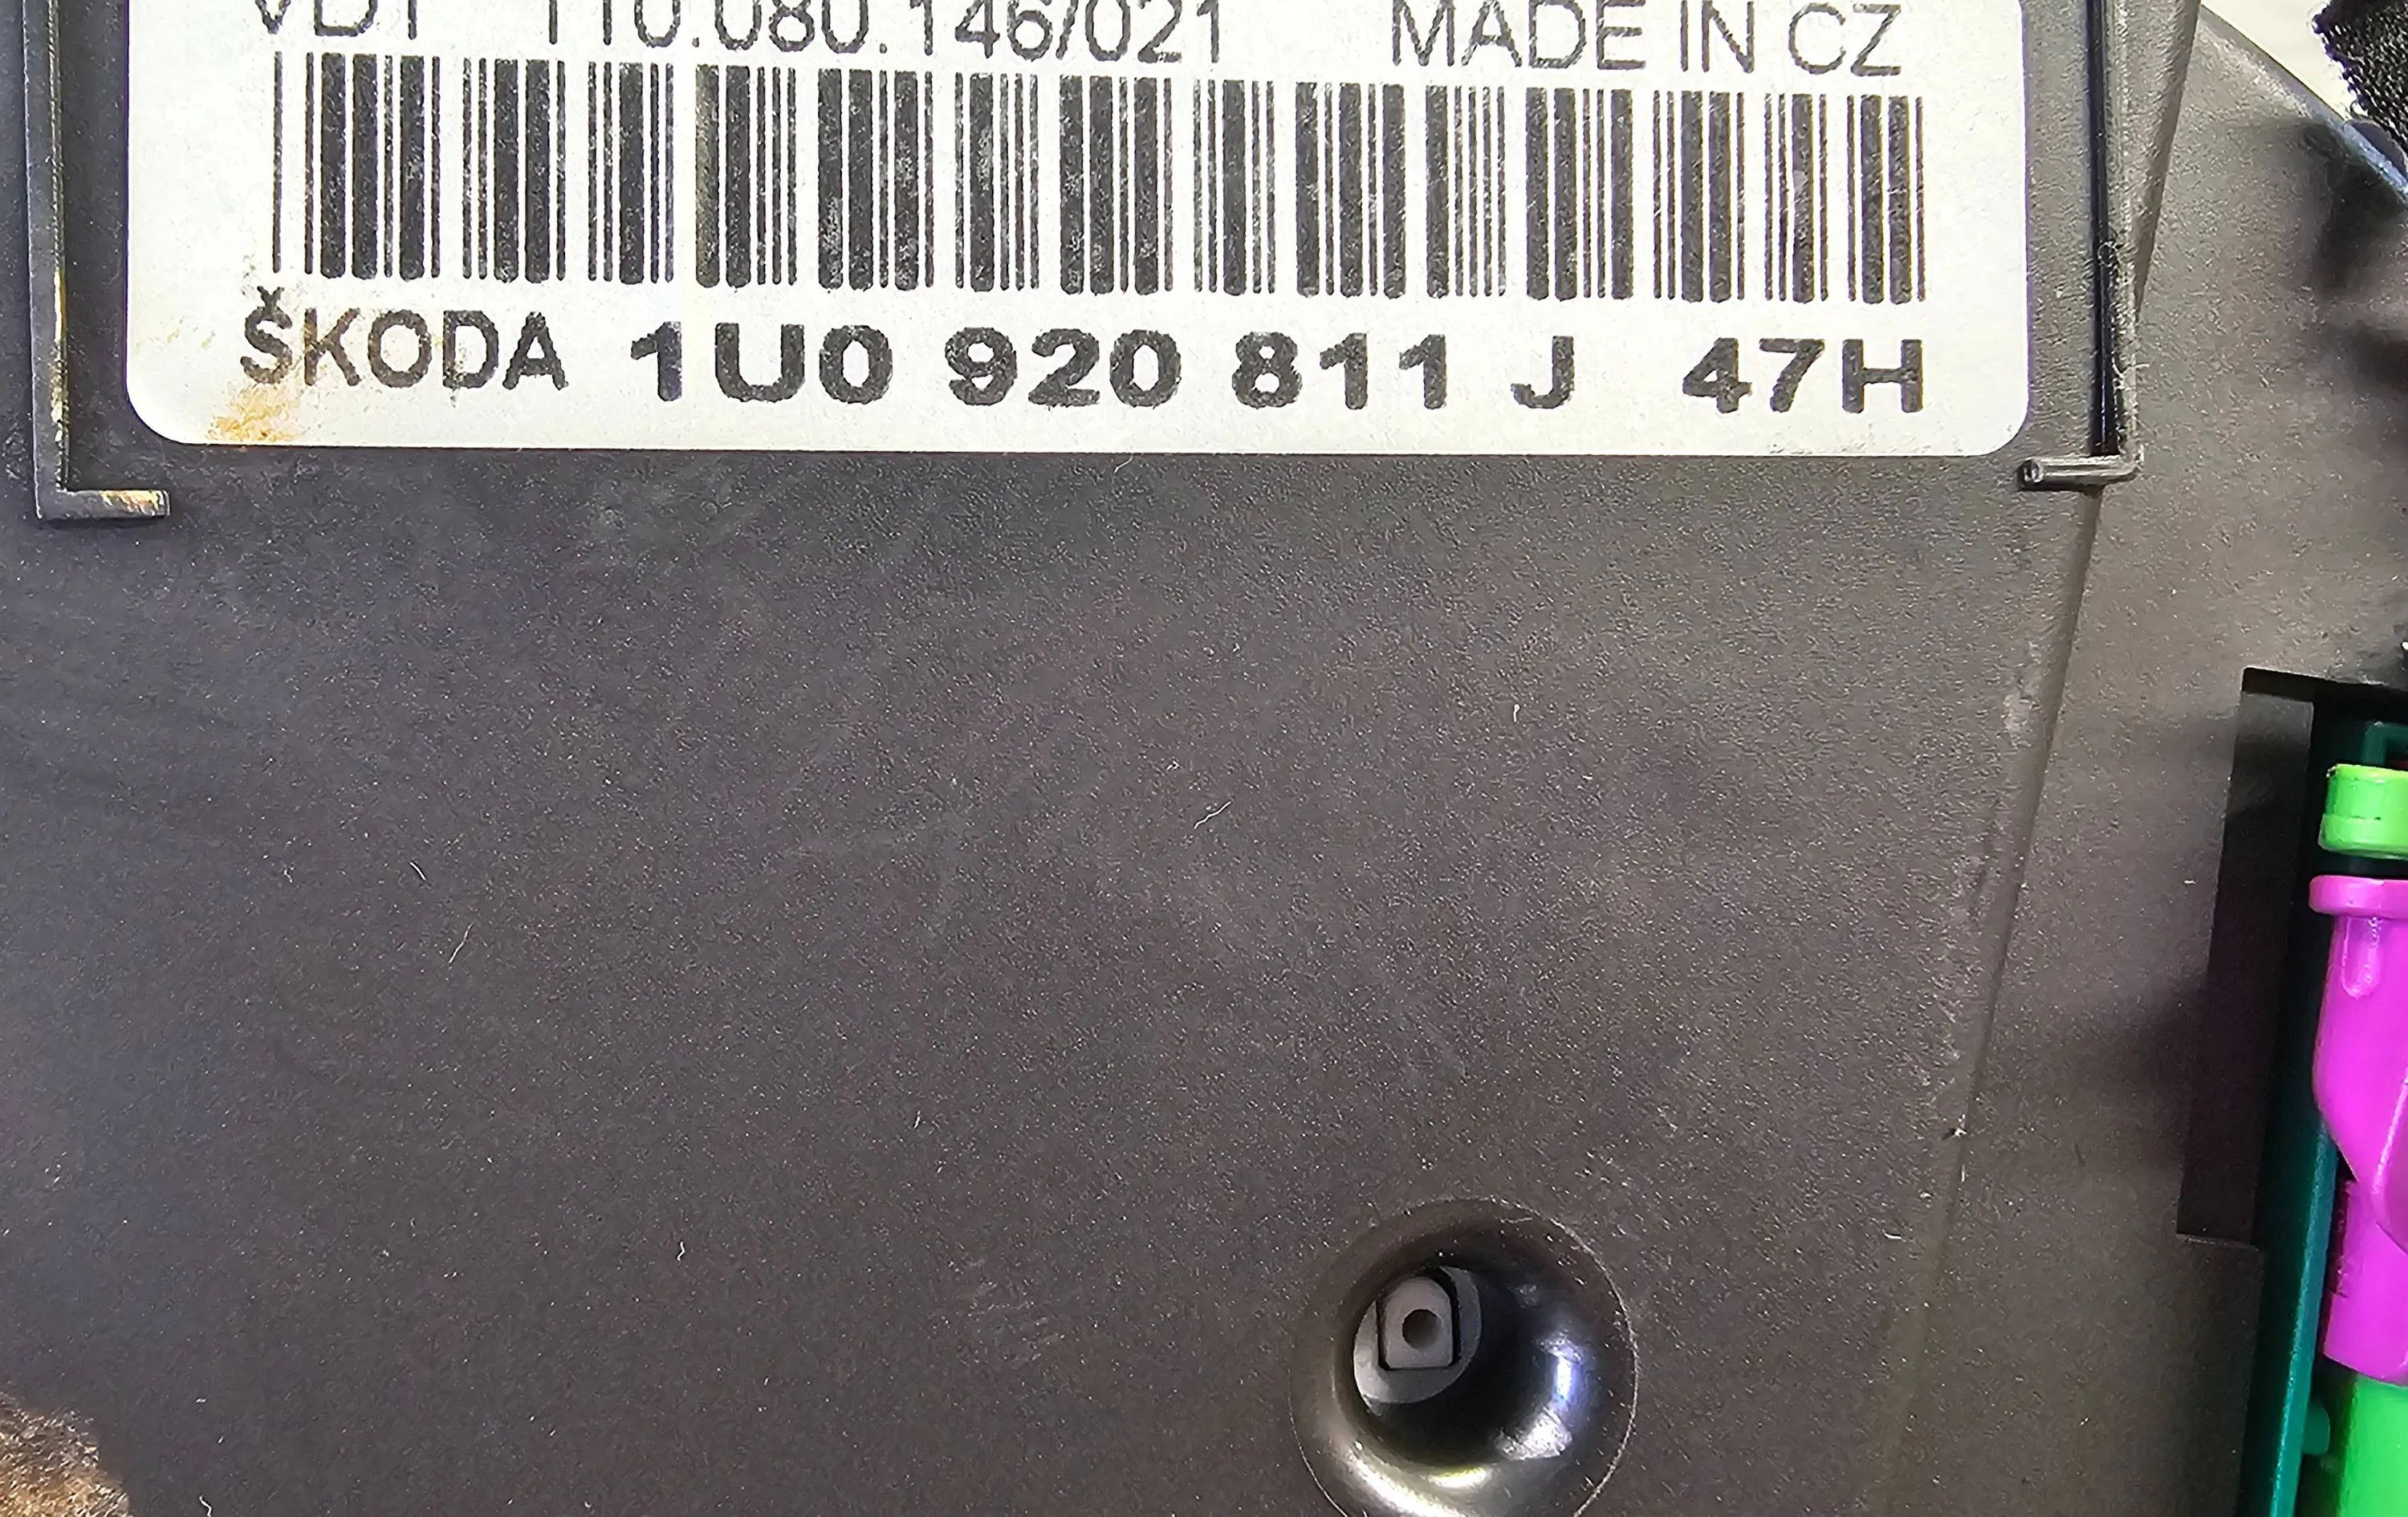 VDT 110.080.146/021 MADE IN CZ
ŠKODA 1U0 920 811 J 47H